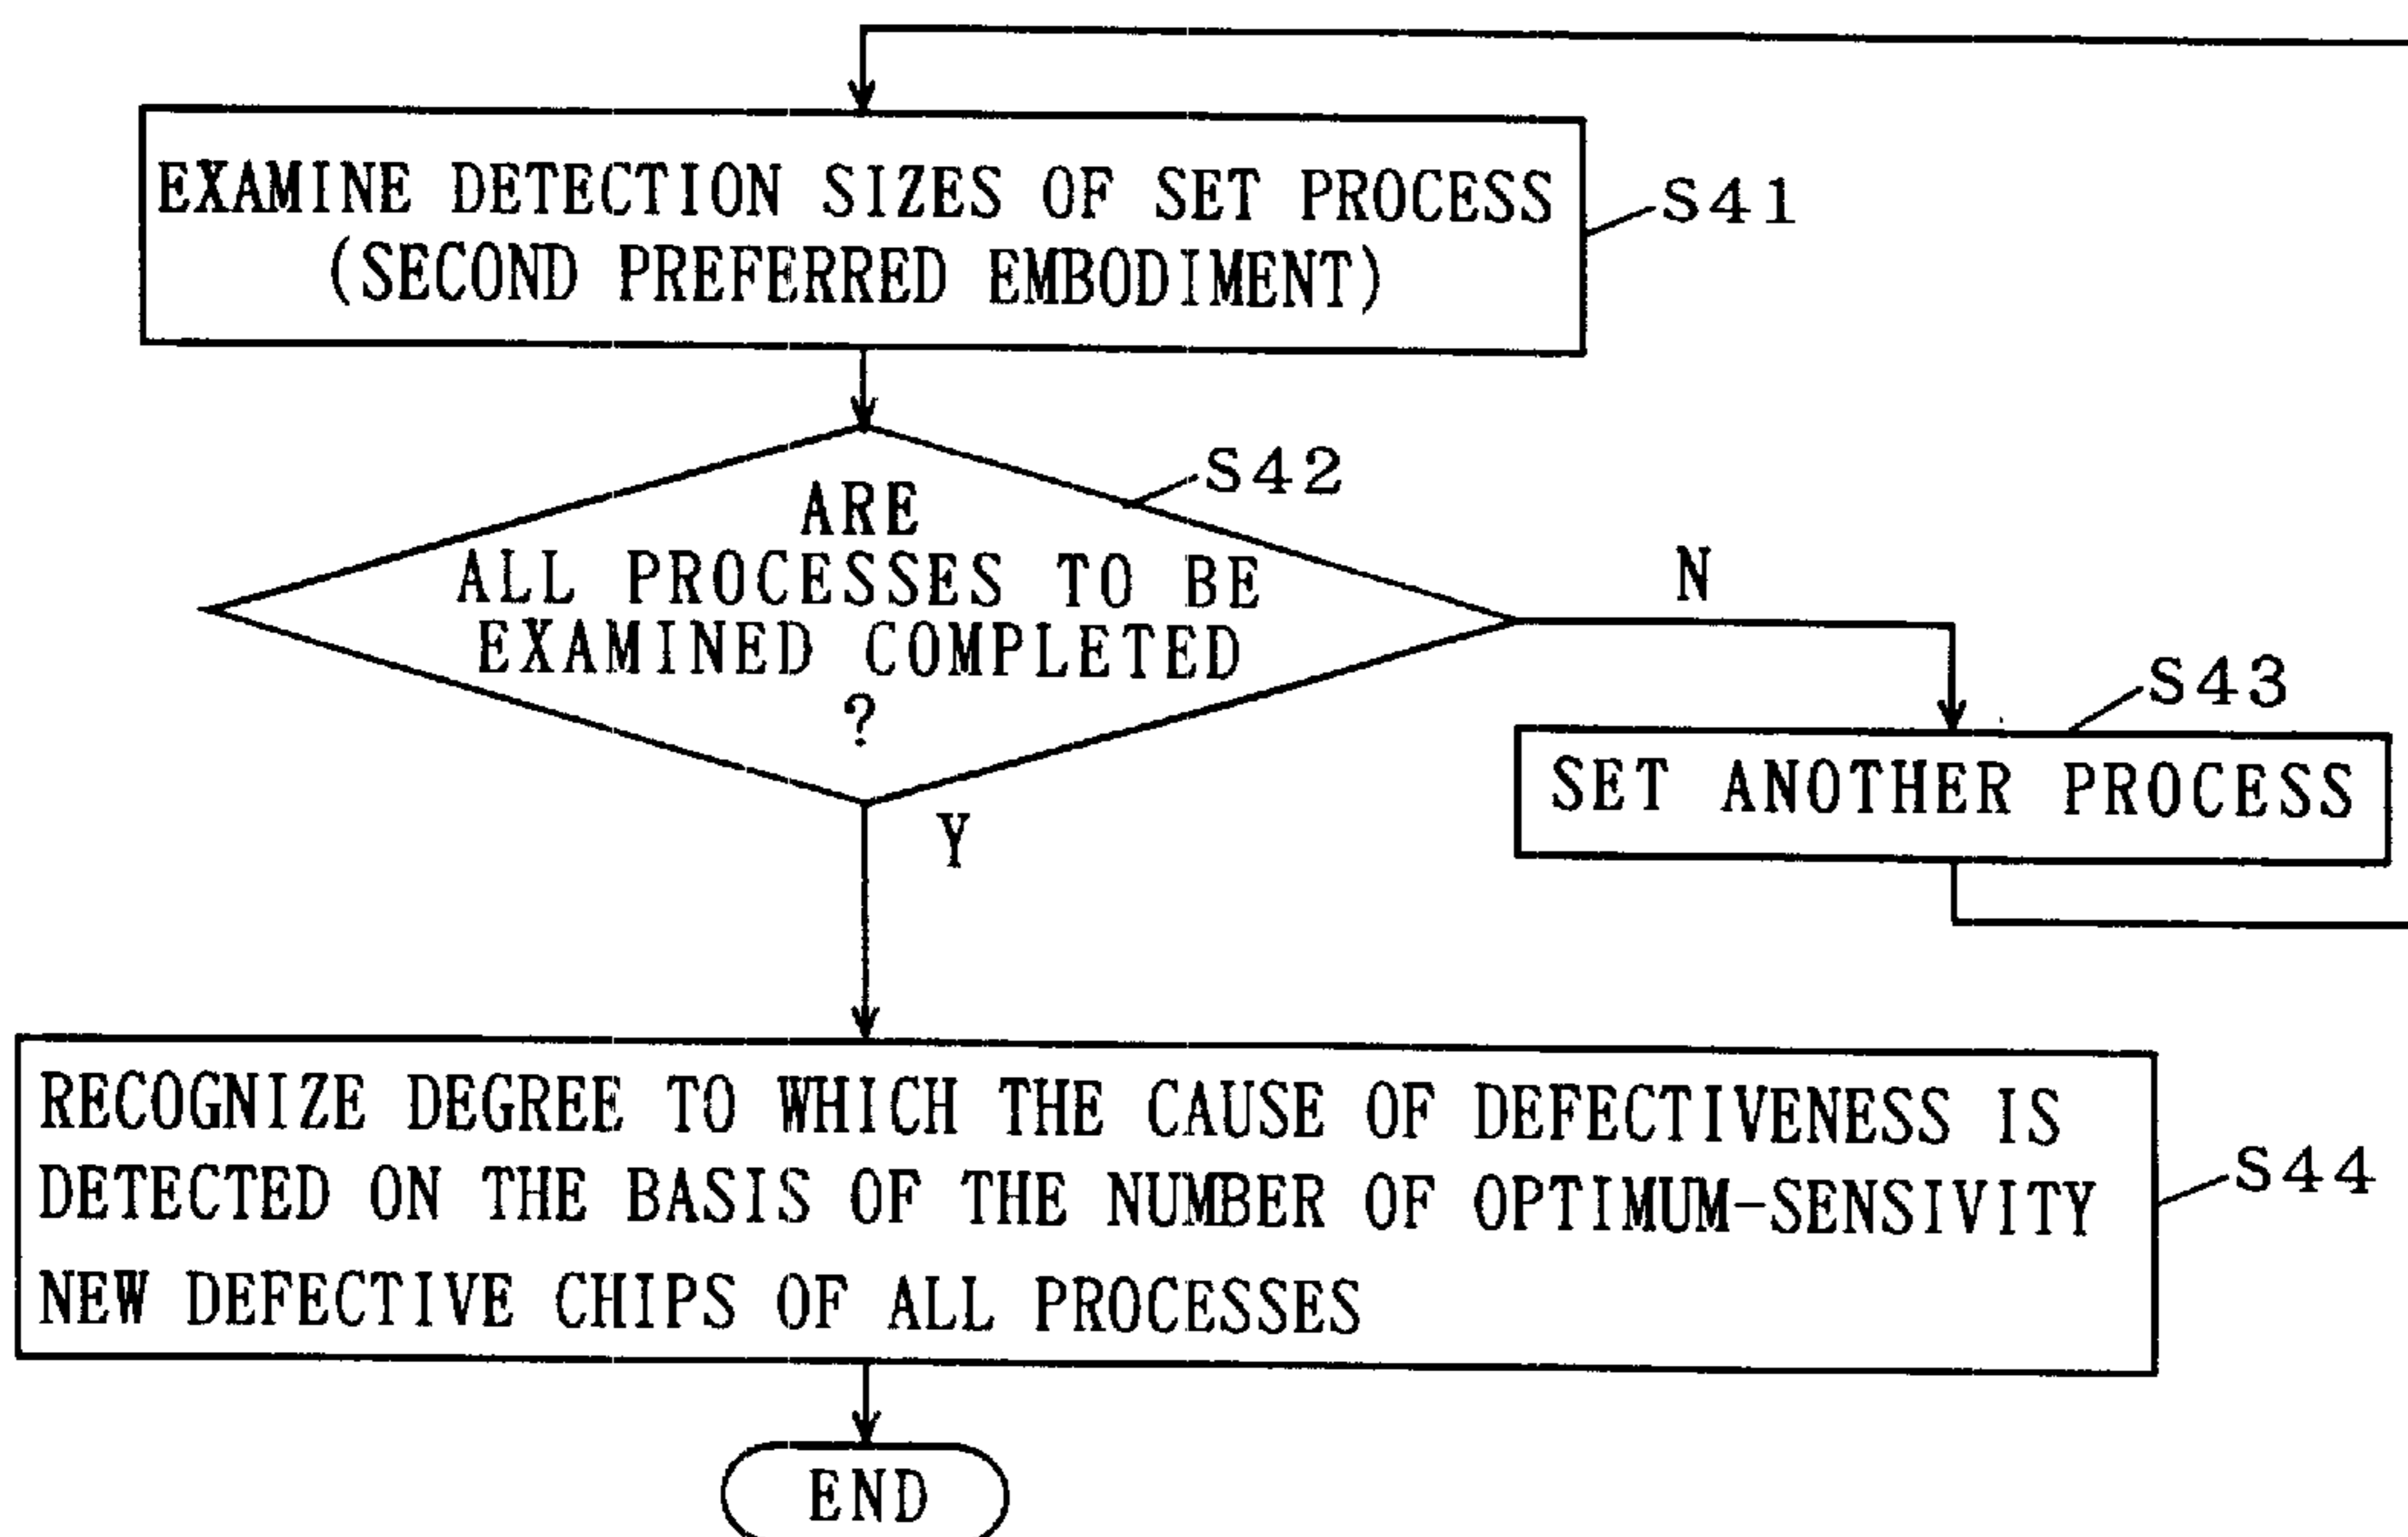 EXAMINE DETECTION SIZES OF SET PROCESS
(SECOND PREFERRED EMBODIMENT)
S41
S42
ARE
ALL PROCESSES TO BE
EXAMINED COMPLETED
?
N
S43
SET ANOTHER PROCESS
Y
RECOGNIZE DEGREE TO WHICH THE CAUSE OF DEFECTIVENESS IS
DETECTED ON THE BASIS OF THE NUMBER OF OPTIMUM-SENSIVITY
NEW DEFECTIVE CHIPS OF ALL PROCESSES
S44
END